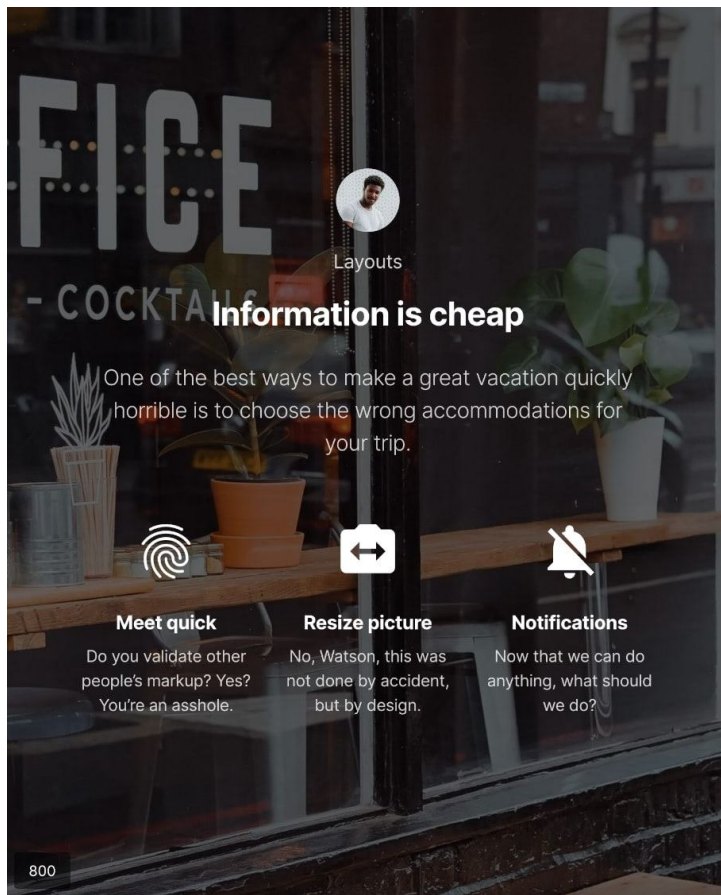 FICE
- COCKTAILS
Layouts
Information is cheap
One of the best ways to make a great vacation quickly
horrible is to choose the wrong accommodations for
your trip.
Meet quick
Resize picture
Notifications
Do you validate other
people’s markup? Yes?
You’re an asshole.
No, Watson, this was
not done by accident,
but by design.
Now that we can do
anything, what should
we do?
800